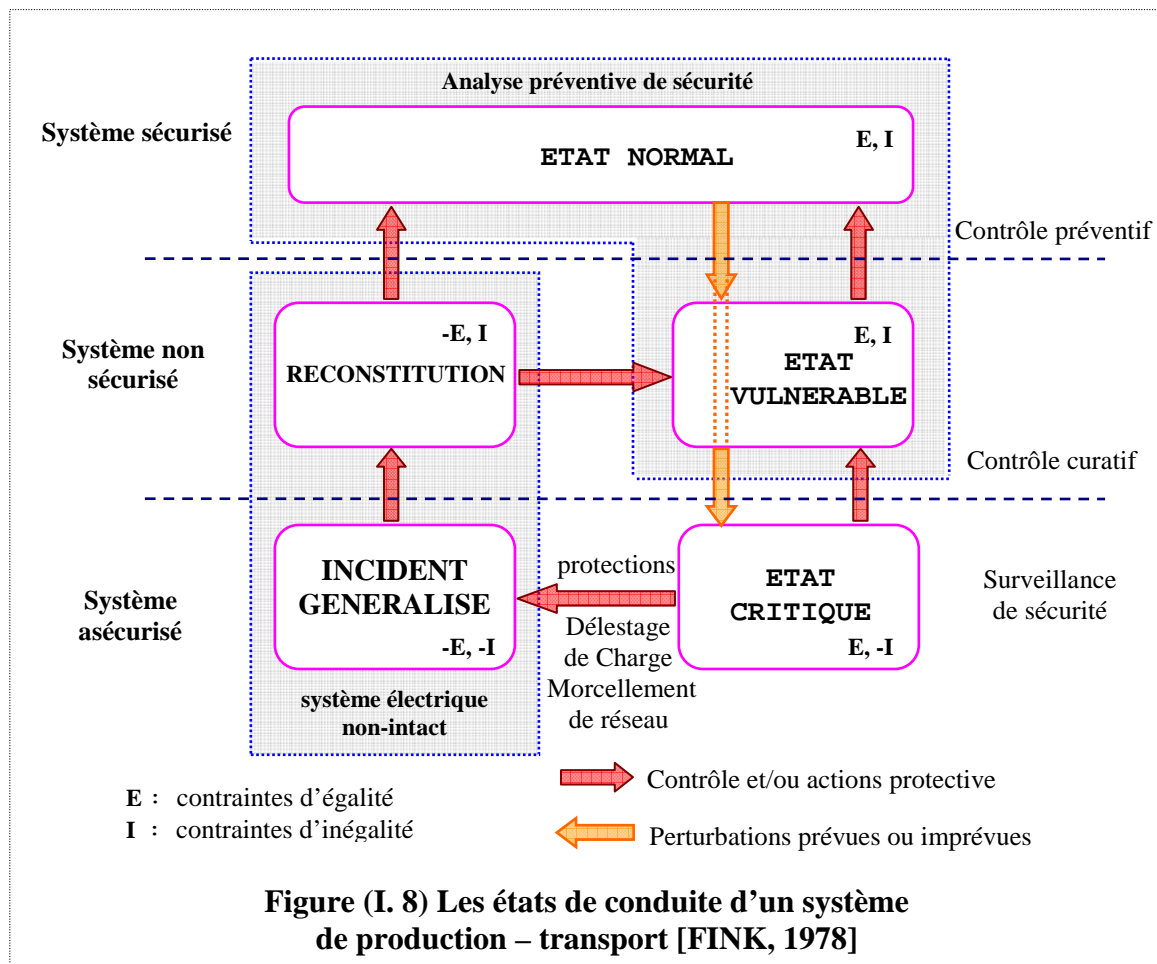 Analyse préventive de sécurité
Système sécurisé
E, I
ETAT NORMAL
Contrôle préventif
Système non
sécurisé
-E, I
RECONSTITUTION
E, I
ETAT
VULNERABLE
Contrôle curatif
Système
asécurisé
INCIDENT
GENERALISE
-E, -I
protections
Délestage
de Charge
Morcellement
de réseau
ETAT
CRITIQUE
E, -I
Surveillance
de sécurité
système électrique
non-intact
E : contraintes d'égalité
I : contraintes d'inégalité
Contrôle et/ou actions protective
Perturbations prévues ou imprévues
Figure (I. 8) Les états de conduite d'un système
de production – transport [FINK, 1978]